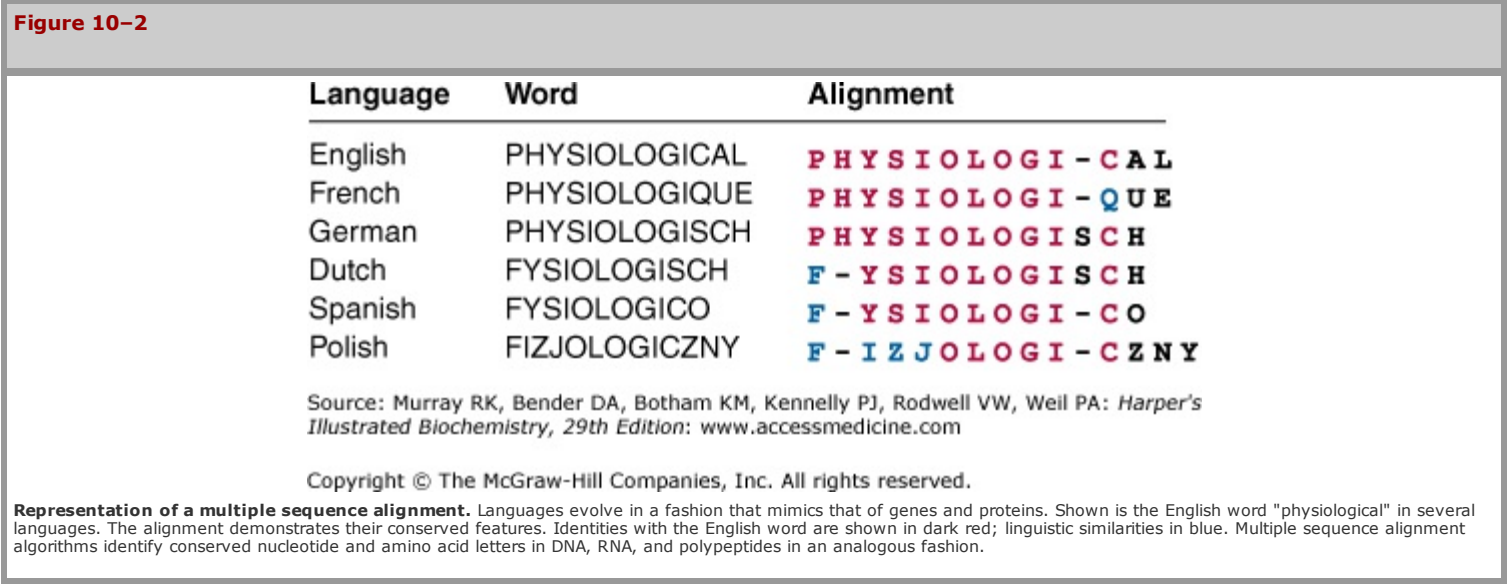 Figure 10–2
Language Word Alignment
English PHYSIOLOGICAL PHYSIOLOGI-CAL
French PHYSIOLOGIQUE PHYSIOLOGI-QUE
German PHYSIOLOGISCH PHYSIOLOGISCH
Dutch FYSIOLOGISCH F-YSIOLOGISCH
Spanish FYSIOLOGICO F-YSIOLOGI-CO
Polish FIZJOLOGICZNY F-IZJOLOGI-CZNY
Source: Murray RK, Bender DA, Botham KM, Kennelly PJ, Rodwell VW, Weil PA: Harper's
Illustrated Biochemistry, 29th Edition: www.accessmedicine.com
Copyright © The McGraw-Hill Companies, Inc. All rights reserved.
Representation of a multiple sequence alignment. Languages evolve in a fashion that mimics that of genes and proteins. Shown is the English word "physiological" in several
languages. The alignment demonstrates their conserved features. Identities with the English word are shown in dark red; linguistic similarities in blue. Multiple sequence alignment
algorithms identify conserved nucleotide and amino acid letters in DNA, RNA, and polypeptides in an analogous fashion.